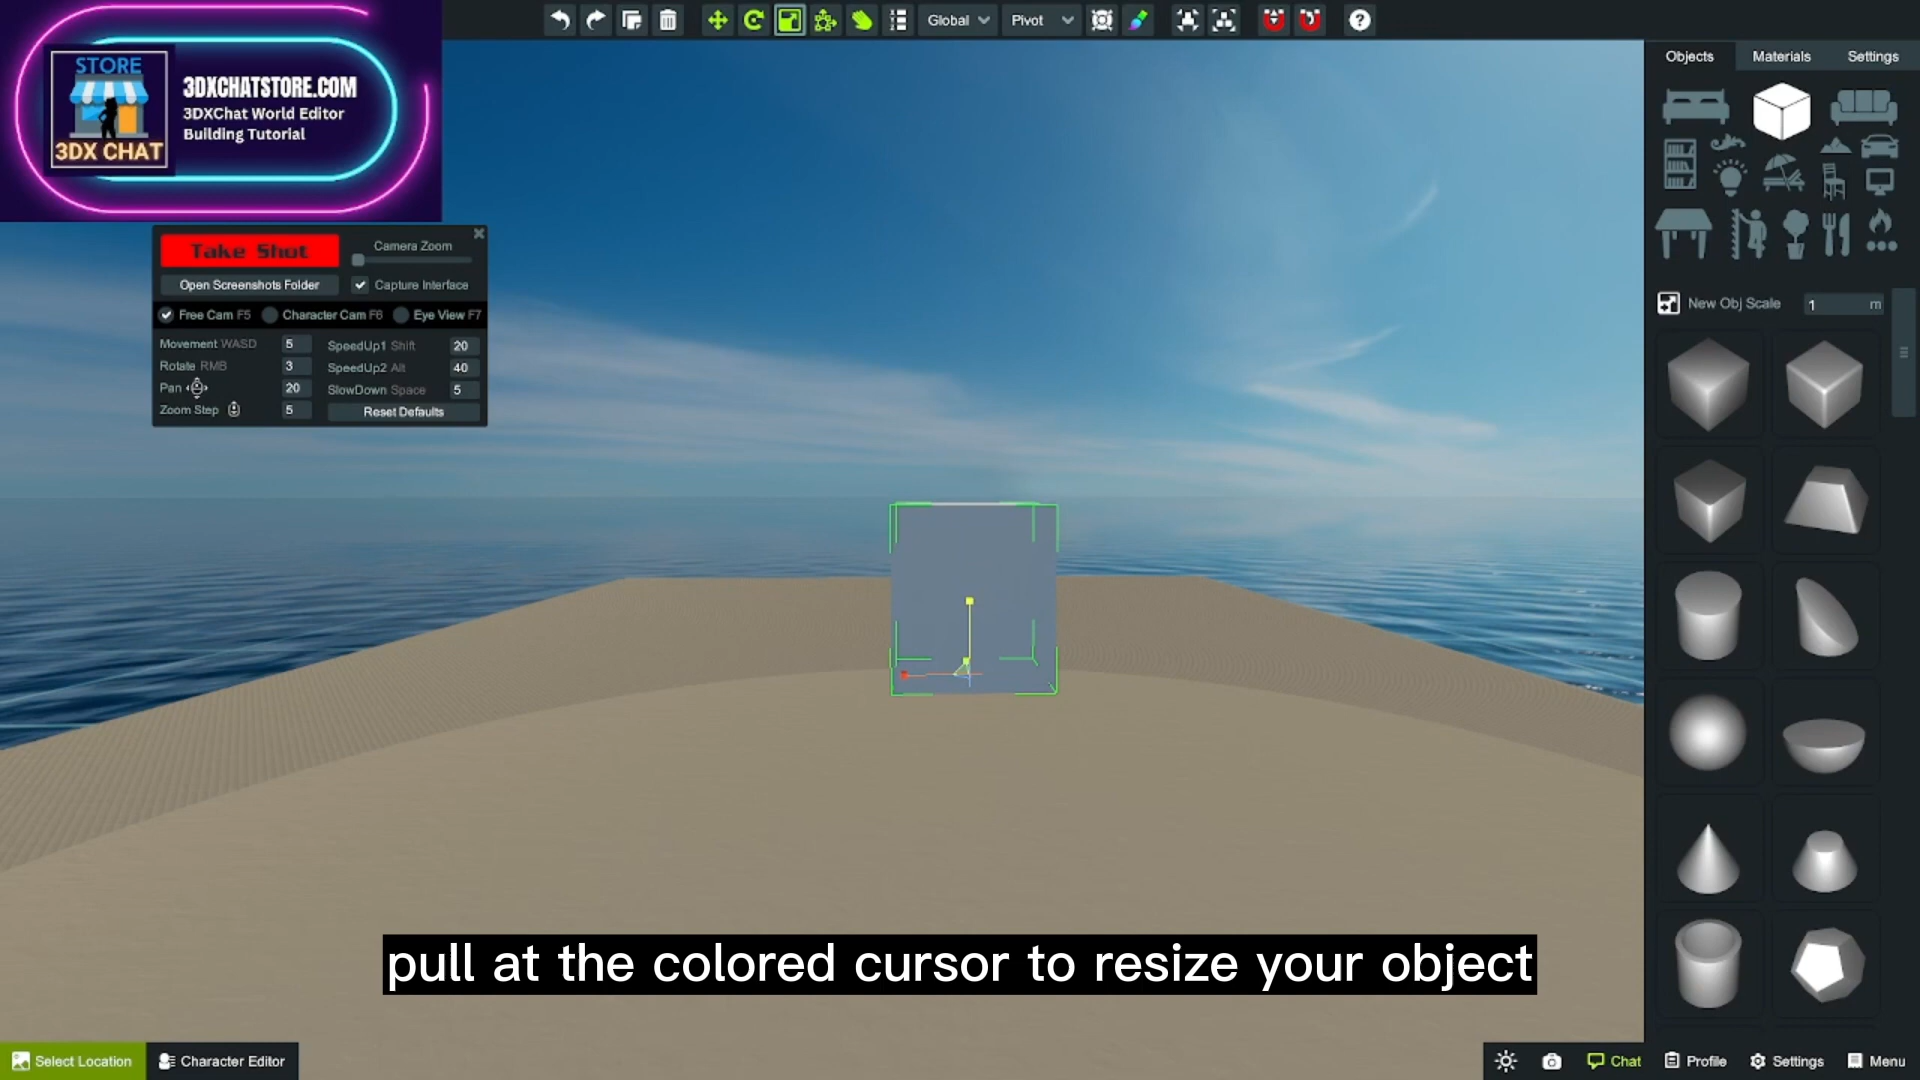 Global
Pivot
STORE
3DX CHAT
3DXCHATSTORE.COM
3DXChat World Editor
Building Tutorial
Take Shot
Camera Zoom
Open Screenshots Folder
Capture Interface
Free Cam F5
Character Cam F6
Eye View F7
Movement WASD 5
SpeedUp1 Shift 20
Rotate RMB 3
SpeedUp2 Alt 40
Pan 20
SlowDown Space 5
Zoom Step 5
Reset Defaults
Objects
Materials
Settings
New Obj Scale 1 m
pull at the colored cursor to resize your object
Select Location
Character Editor
Chat
Profile
Settings
Menu